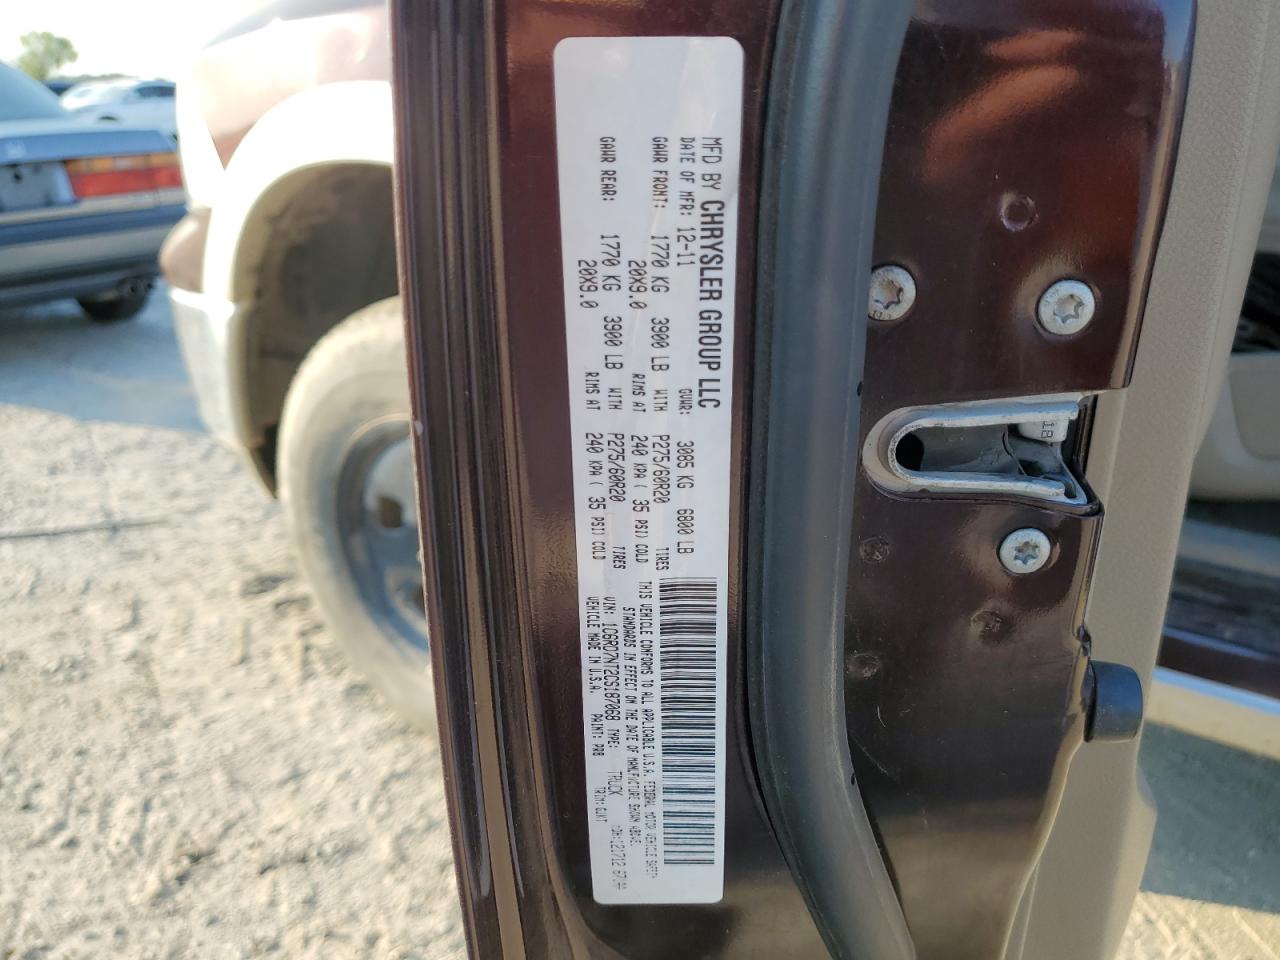 MFD BY CHRYSLER GROUP LLC
DATE OF MFR: 12-11 GVWR: 3085 KG 6800 LB
GAWR FRONT: 1770 KG 3900 LB WITH P275/60R20 TIRES
20X9.0 RIMS AT 240 KPA ( 35 PSI) COLD
GAWR REAR: 1770 KG 3900 LB WITH P275/60R20 TIRES
20X9.0 RIMS AT 240 KPA ( 35 PSI) COLD
THIS VEHICLE CONFORMS TO ALL APPLICABLE U.S.A. FEDERAL MOTOR VEHICLE SAFETY
STANDARDS IN EFFECT ON THE DATE OF MANUFACTURE SHOWN ABOVE.
VIN: 1C6RD7NT2CS187068 TYPE: TRUCK
VEHICLE MADE IN U.S.A. PAINT: PRB